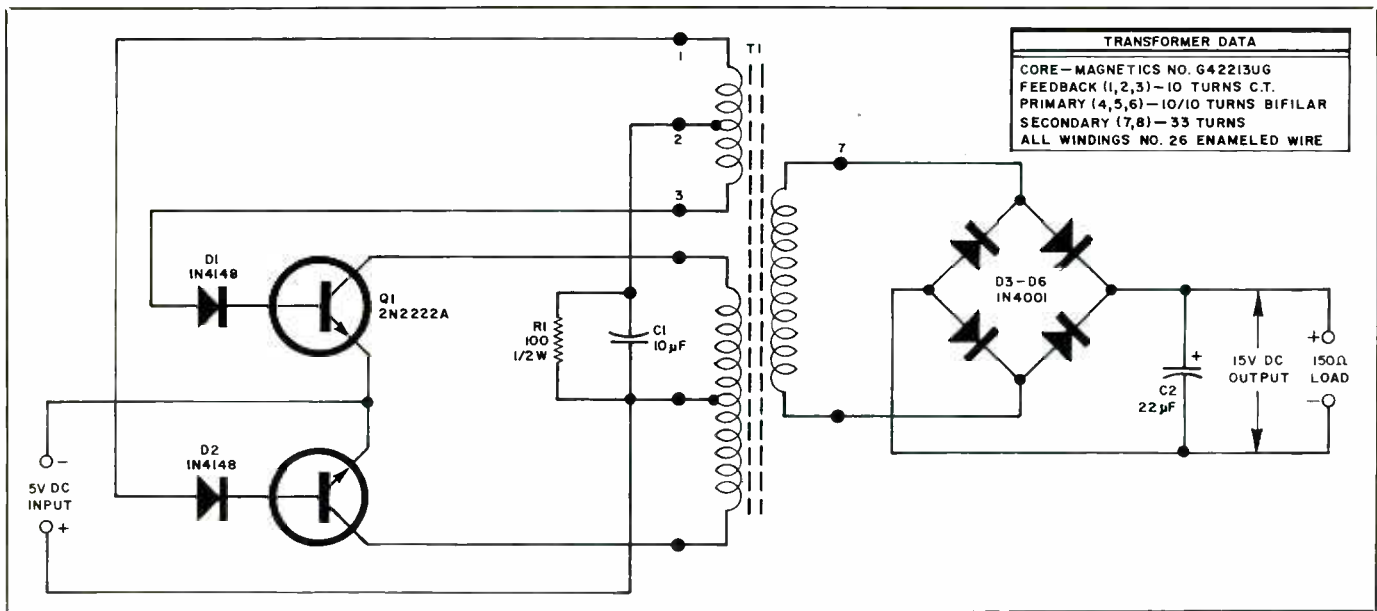 TRANSFORMER DATA
CORE—MAGNETICS NO. G42213UG
FEEDBACK (1,2,3)—10 TURNS C.T.
PRIMARY (4,5,6)—10/10 TURNS BIFILAR
SECONDARY (7,8)—33 TURNS
ALL WINDINGS NO. 26 ENAMELED WIRE
T1
1
2
3
7
D1
1N4148
Q1
2N2222A
R1
100
1/2W
C1
10µF
D3-D6
1N4001
D2
1N4148
-
5V DC
INPUT
+
+
C2
22µF
15V DC
OUTPUT
+
150Ω
LOAD
-